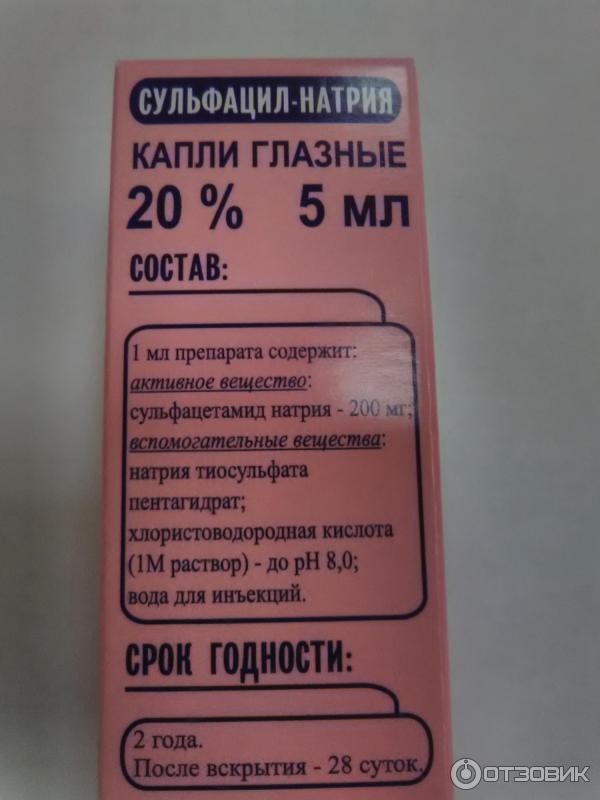 СУЛЬФАЦИЛ-НАТРИЯ
КАПЛИ ГЛАЗНЫЕ
20 % 5 мл
СОСТАВ:
1 мл препарата содержит:
активное вещество:
сульфацетамид натрия - 200 мг;
вспомогательные вещества:
натрия тиосульфата
пентагидрат;
хлористоводородная кислота
(1М раствор) - до рН 8,0;
вода для инъекций.
СРОК ГОДНОСТИ:
2 года.
После вскрытия - 28 суток.
ОТЗОВИК